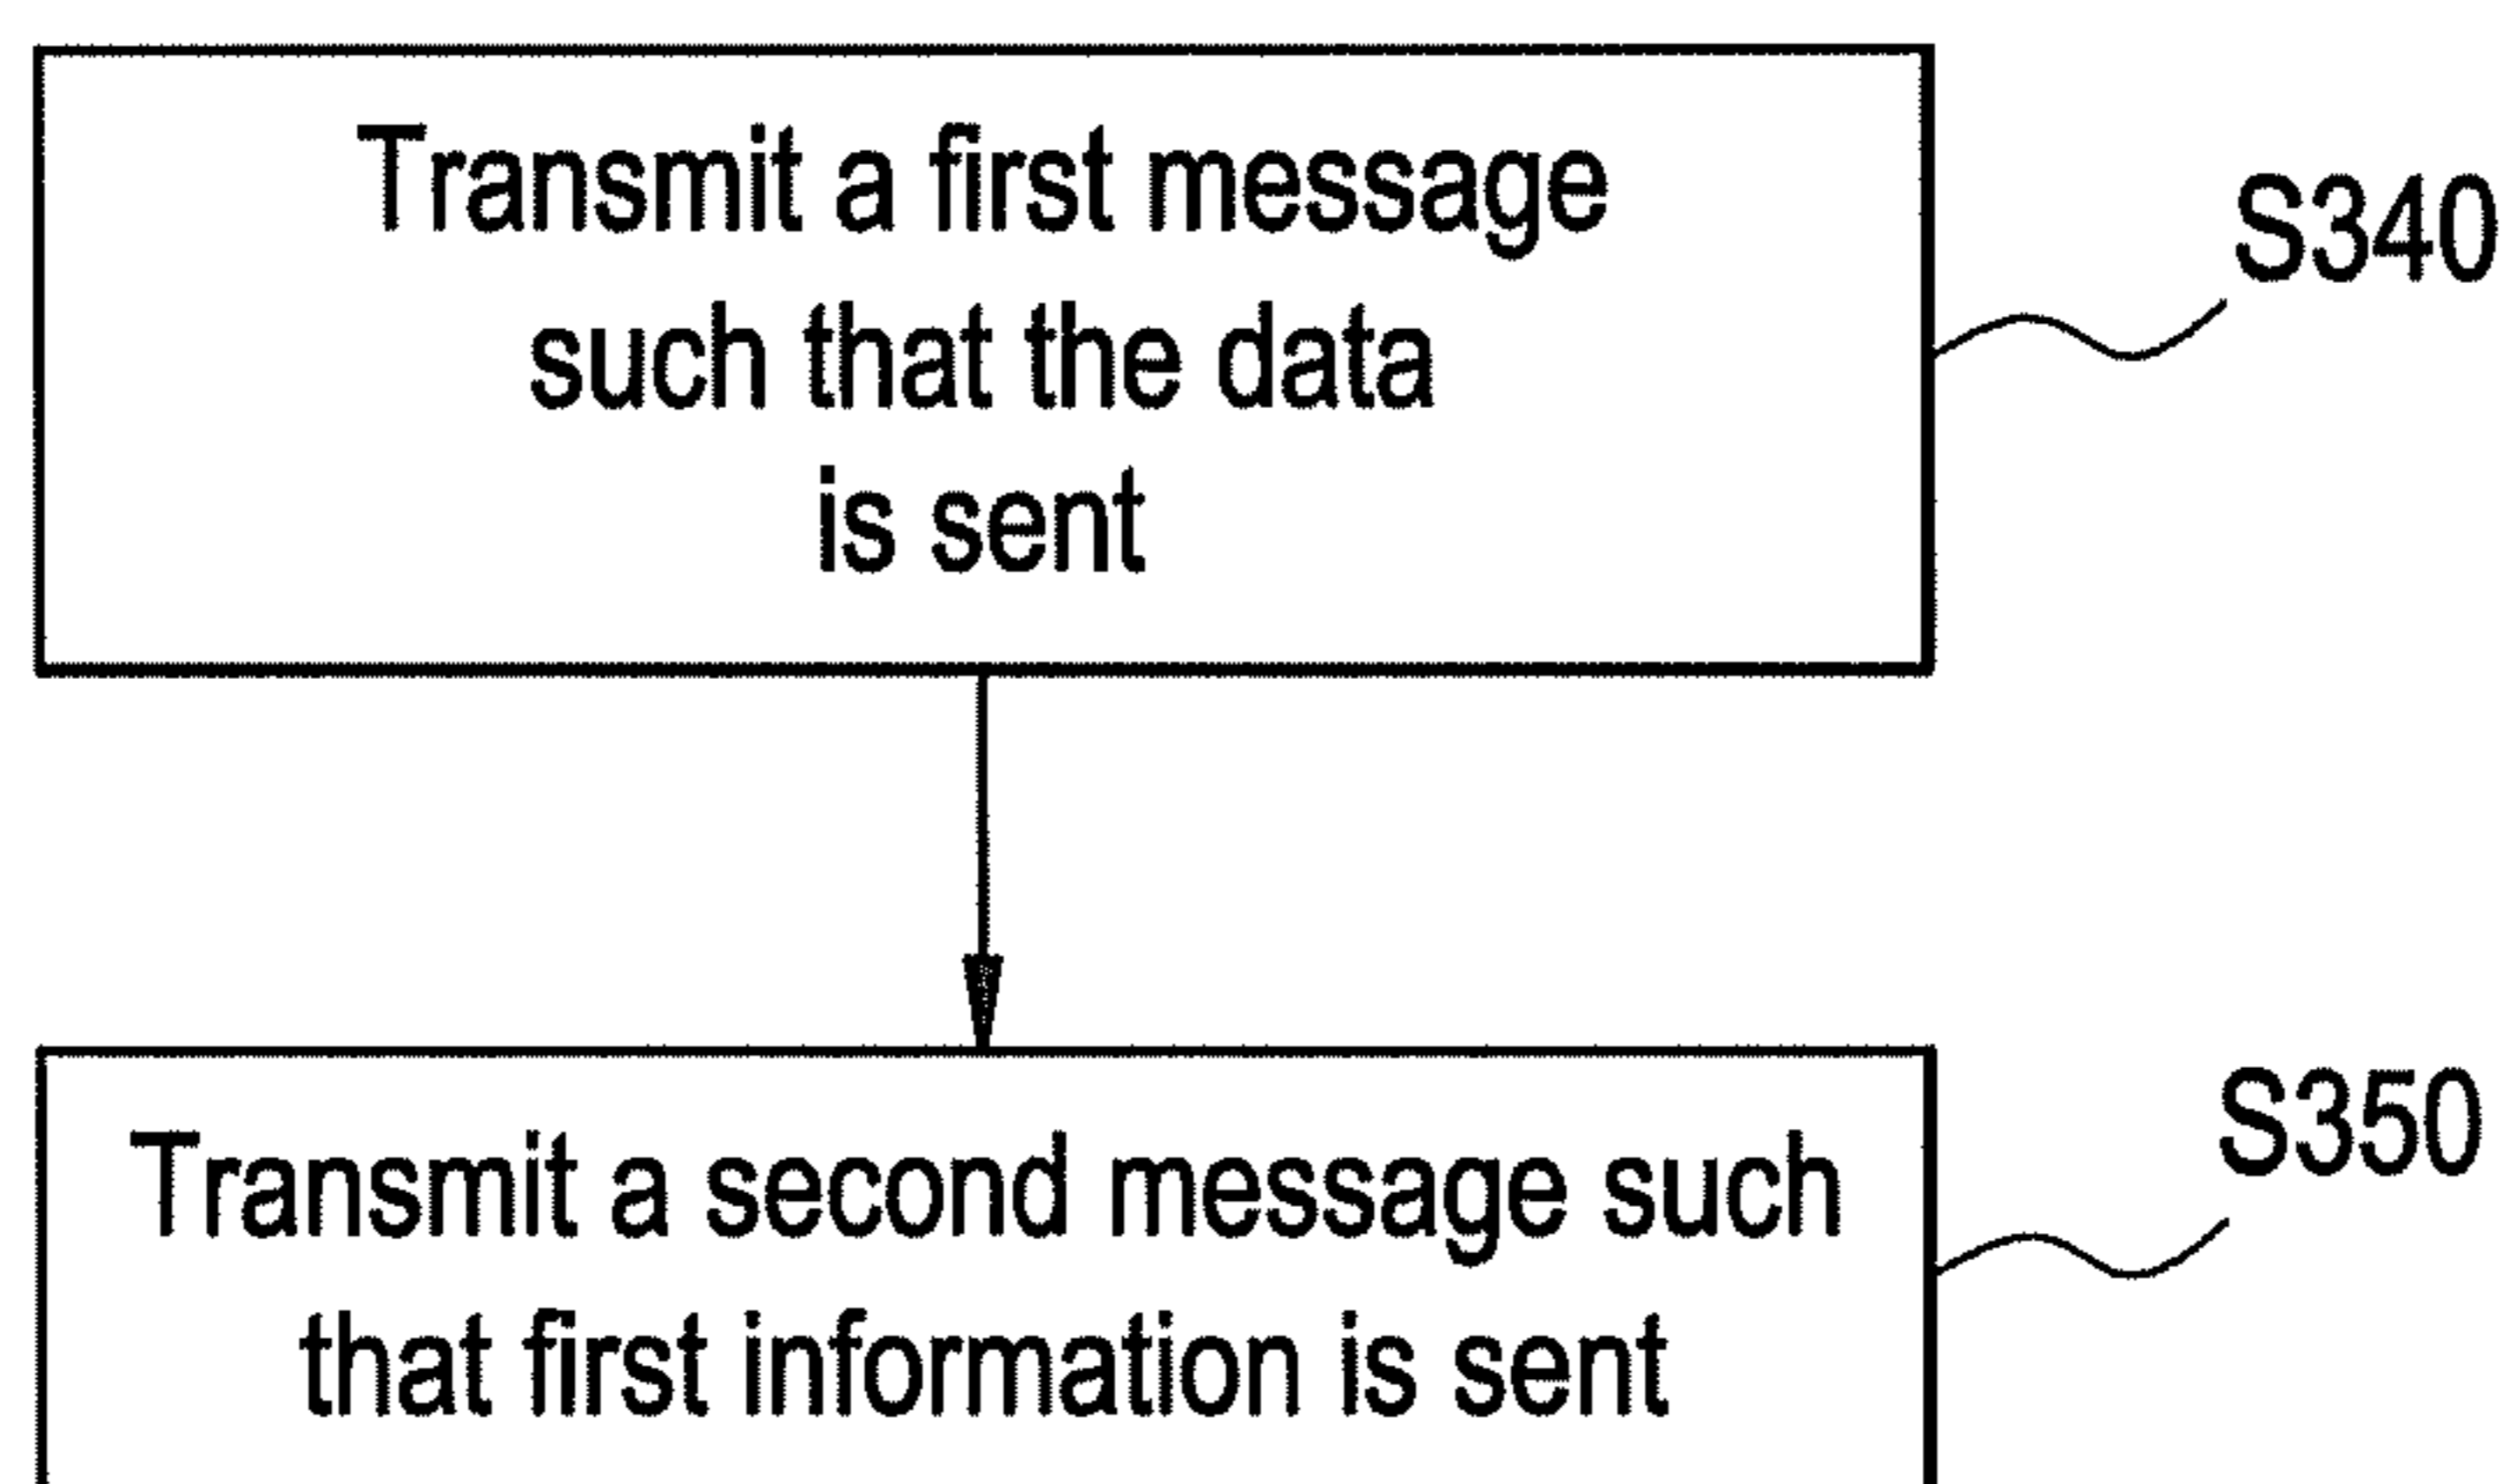 Transmit a first message
such that the data
is sent
S340
Transmit a second message such
that first information is sent
S350